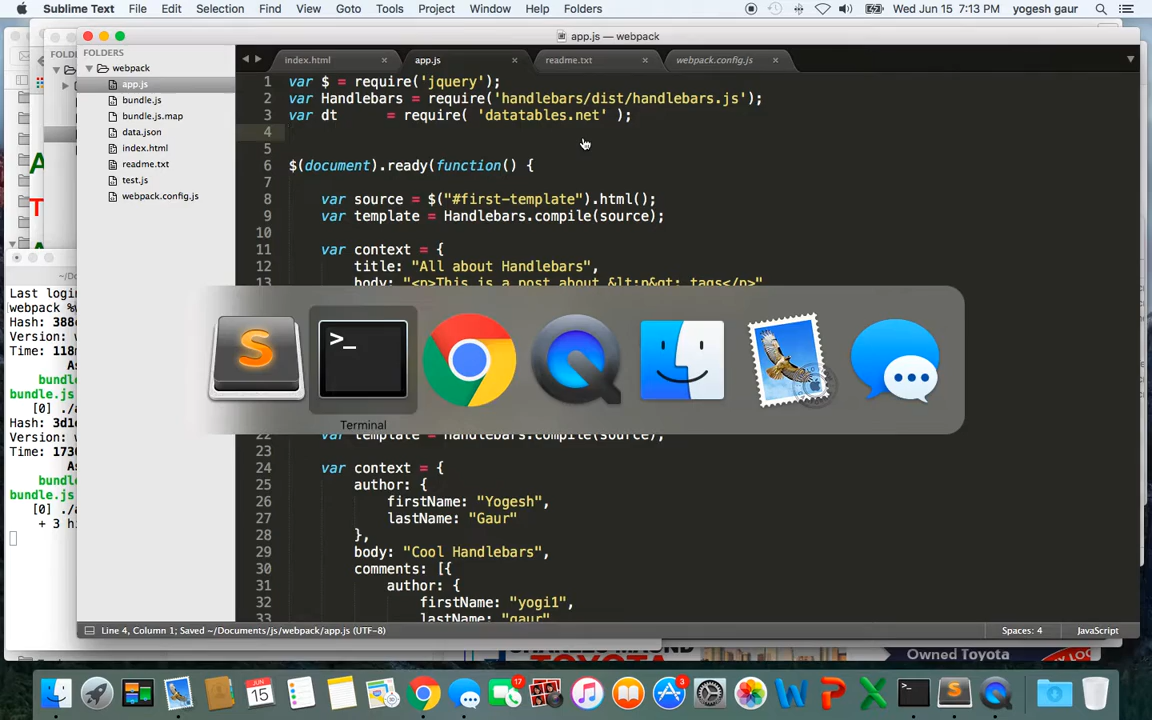 Sublime Text File Edit Selection Find View Goto Tools Project Window Help Folders Wed Jun 15 7:13 PM yogesh gaur
app.js — webpack
FOLDERS
webpack
app.js
bundle.js
bundle.js.map
data.json
index.html
readme.txt
test.js
webpack.config.js
index.html × app.js × readme.txt × webpack.config.js ×
1 var $ = require('jquery');
2 var Handlebars = require('handlebars/dist/handlebars.js');
3 var dt = require( 'datatables.net' );
4
5
6 $(document).ready(function() {
7
8 var source = $("#first-template").html();
9 var template = Handlebars.compile(source);
10
11 var context = {
12 title: "All about Handlebars",
13 body: "<p>This is a post about &lt;p&gt; tags</p>"
Terminal
22 var template = Handlebars.compile(source);
23
24 var context = {
25 author: {
26 firstName: "Yogesh",
27 lastName: "Gaur"
28 },
29 body: "Cool Handlebars",
30 comments: [{
31 author: {
32 firstName: "yogi1",
33 lastName: "gaur"
Line 4, Column 1; Saved ~/Documents/js/webpack/app.js (UTF-8) Spaces: 4 JavaScript
Last login
webpack
Hash: 388
Version:
Time: 118
As
bundl
bundle.js
[0] ./a
Hash: 3d1
Version: w
Time: 173
As
bundl
bundle.js
[0] ./a
+ 3 h
TOYOTA
Owned Toyota
JUN
15
17
3